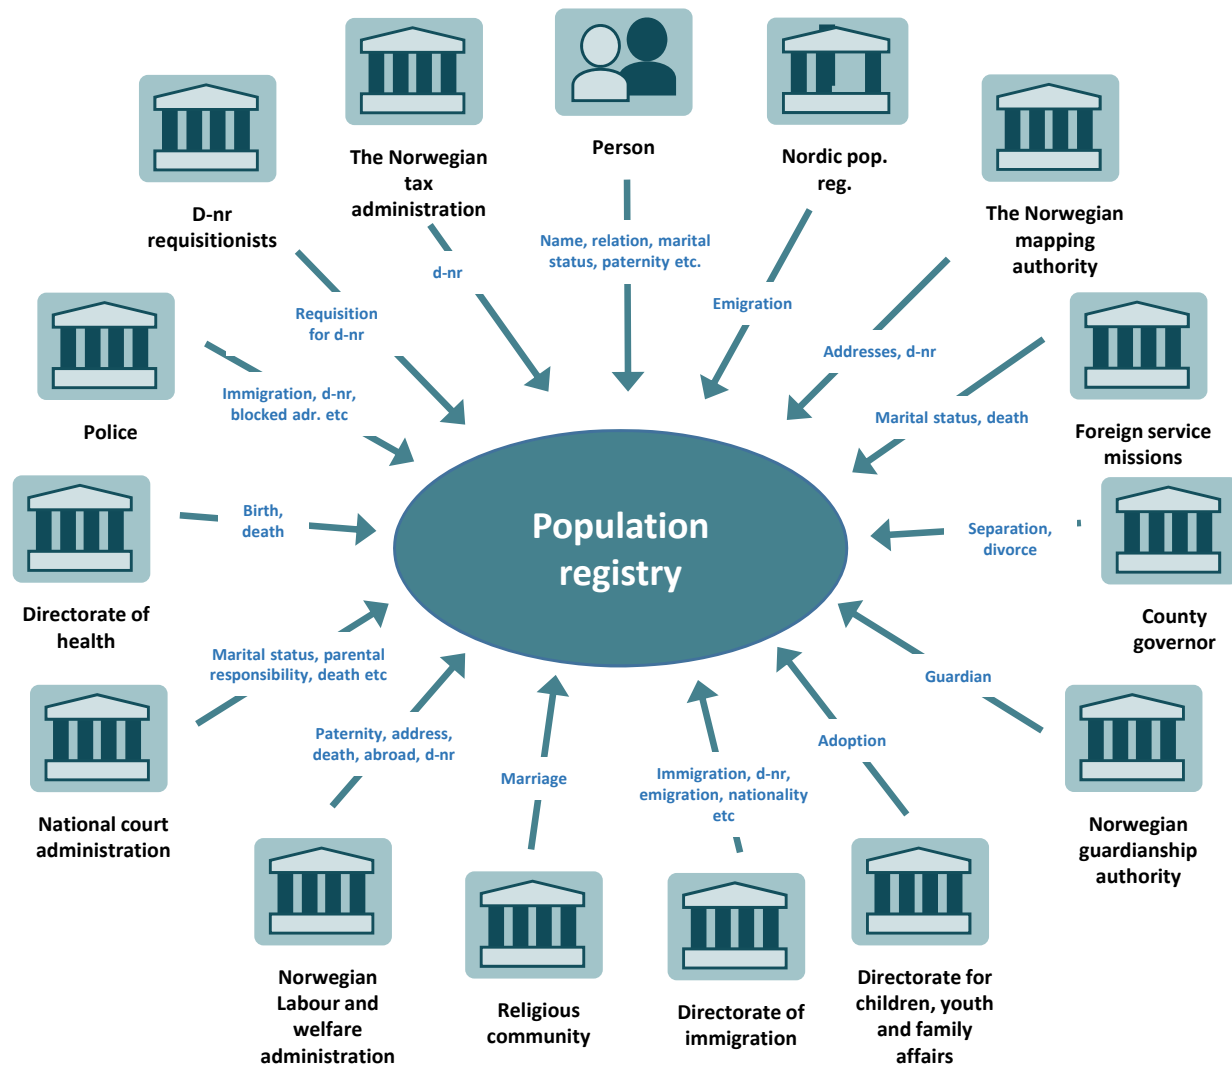 Person
The Norwegian
tax
administration
Nordic pop.
reg.
D-nr
requisitionists
The Norwegian
mapping
authority
Name, relation, marital
status, paternity etc.
d-nr
Requisition
for d-nr
Emigration
Addresses, d-nr
Police
Immigration, d-nr,
blocked adr. etc
Marital status, death
Foreign service
missions
Birth,
death
Population
registry
Separation,
divorce
Directorate of
health
County
governor
Marital status, parental
responsibility, death etc
Guardian
Paternity, address,
death, abroad, d-nr
Marriage
Immigration, d-nr,
emigration, nationality
etc
Adoption
National court
administration
Norwegian
guardianship
authority
Norwegian
Labour and
welfare
administration
Religious
community
Directorate of
immigration
Directorate for
children, youth
and family
affairs